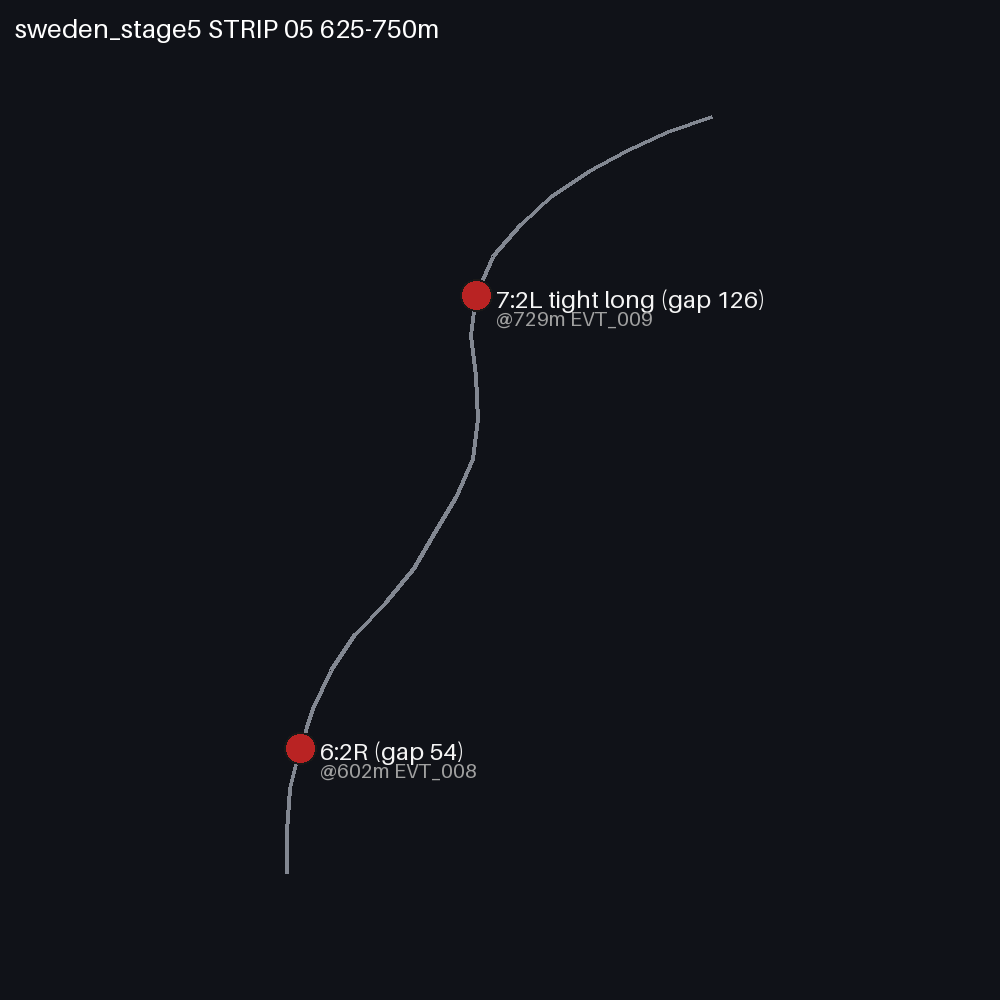 sweden_stage5 STRIP 05 625-750m
7:2L tight long (gap 126)
@729m EVT_009
6:2R (gap 54)
@602m EVT_008